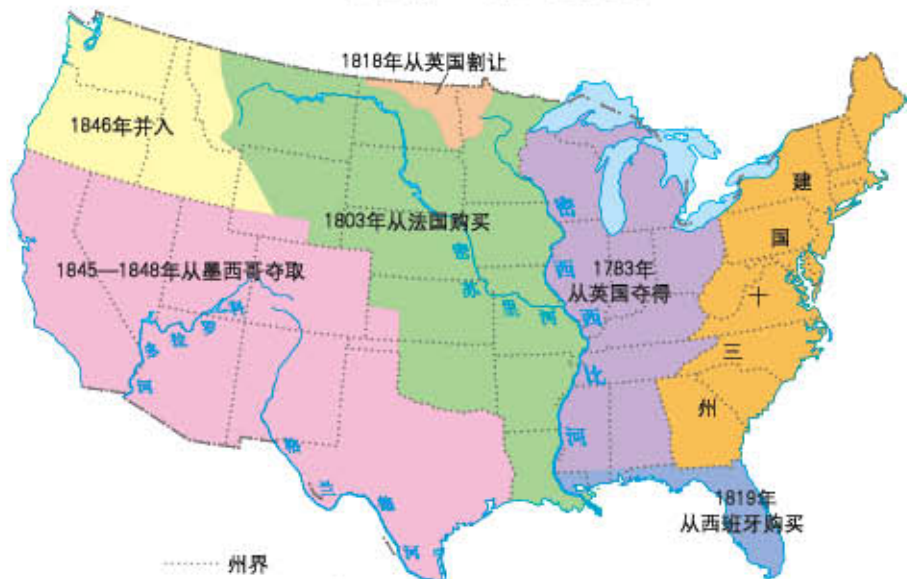 1818年从英国割让
1846年并入
1803年从法国购买
1845—1848年从墨西哥夺取
1783年
从英国夺得
建国十三州
1819年
从西班牙购买
密西西比河
密苏里河
科罗拉多河
格兰德河
州界